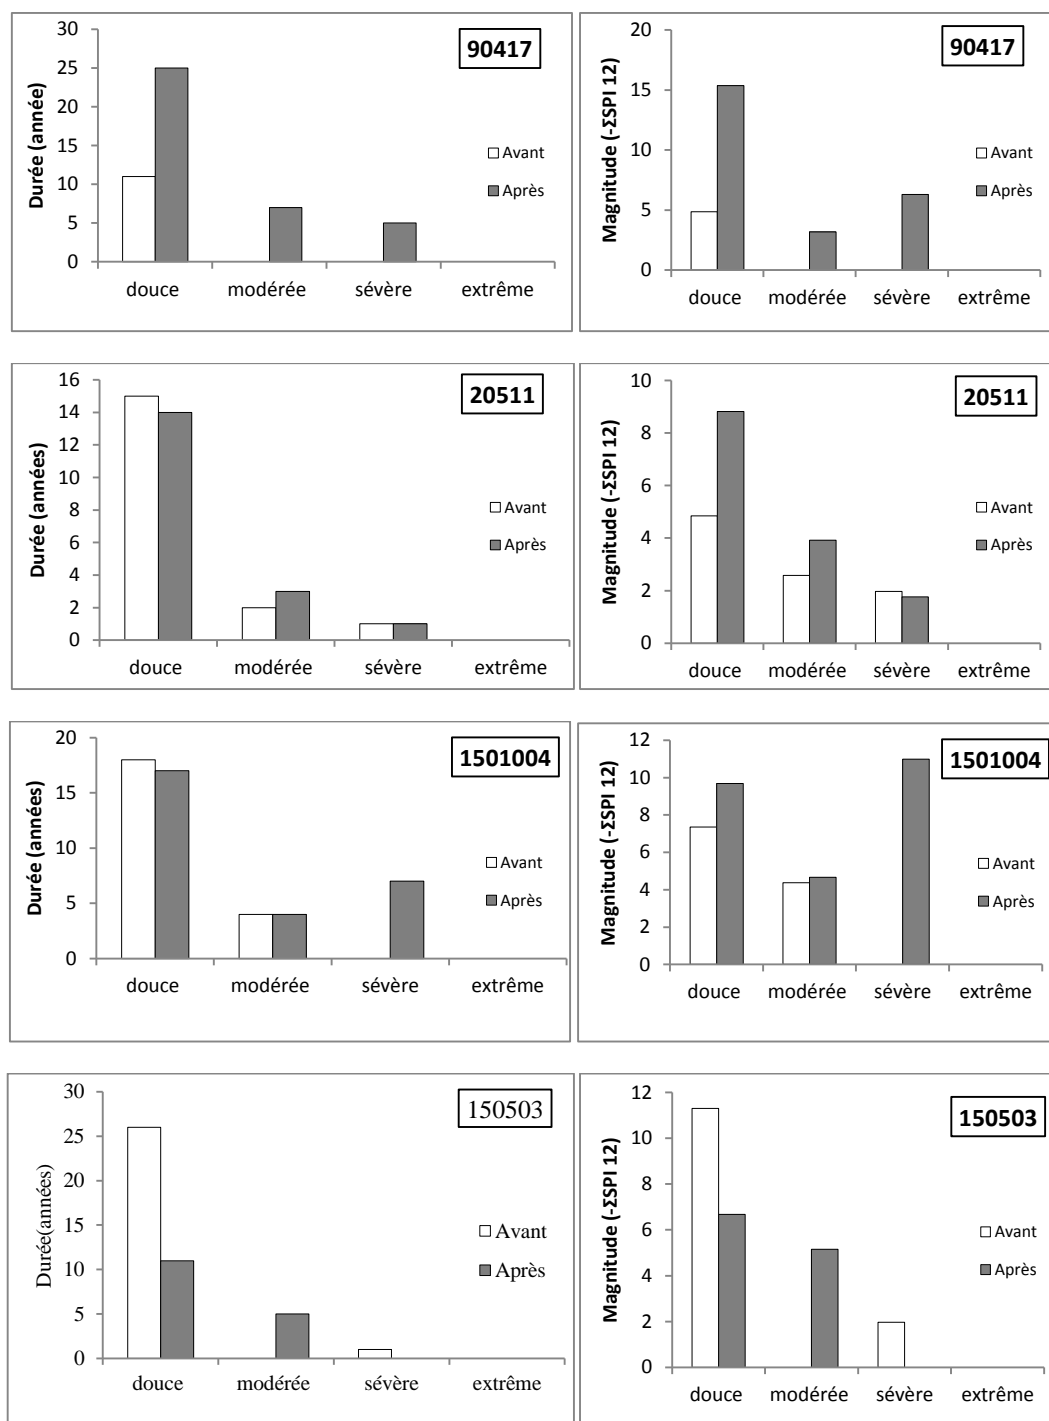 90417
Durée (année)
30
25
20
15
10
5
0
douce modérée sévère extrême
Avant
Après
90417
Magnitude (-ΣSPI 12)
20
15
10
5
0
douce modérée sévère extrême
Avant
Après
20511
Durée (années)
16
14
12
10
8
6
4
2
0
douce modérée sévère extrême
Avant
Après
20511
Magnitude (-ΣSPI 12)
10
8
6
4
2
0
douce modérée sévère extrême
Avant
Après
1501004
Durée (années)
20
15
10
5
0
douce modérée sévère extrême
Avant
Après
1501004
Magnitude (-ΣSPI 12)
12
10
8
6
4
2
0
douce modérée sévère extrême
Avant
Après
150503
Durée(années)
30
25
20
15
10
5
0
douce modérée sévère extrême
Avant
Après
150503
Magnitude (-ΣSPI 12)
12
10
8
6
4
2
0
douce modérée sévère extrême
Avant
Après